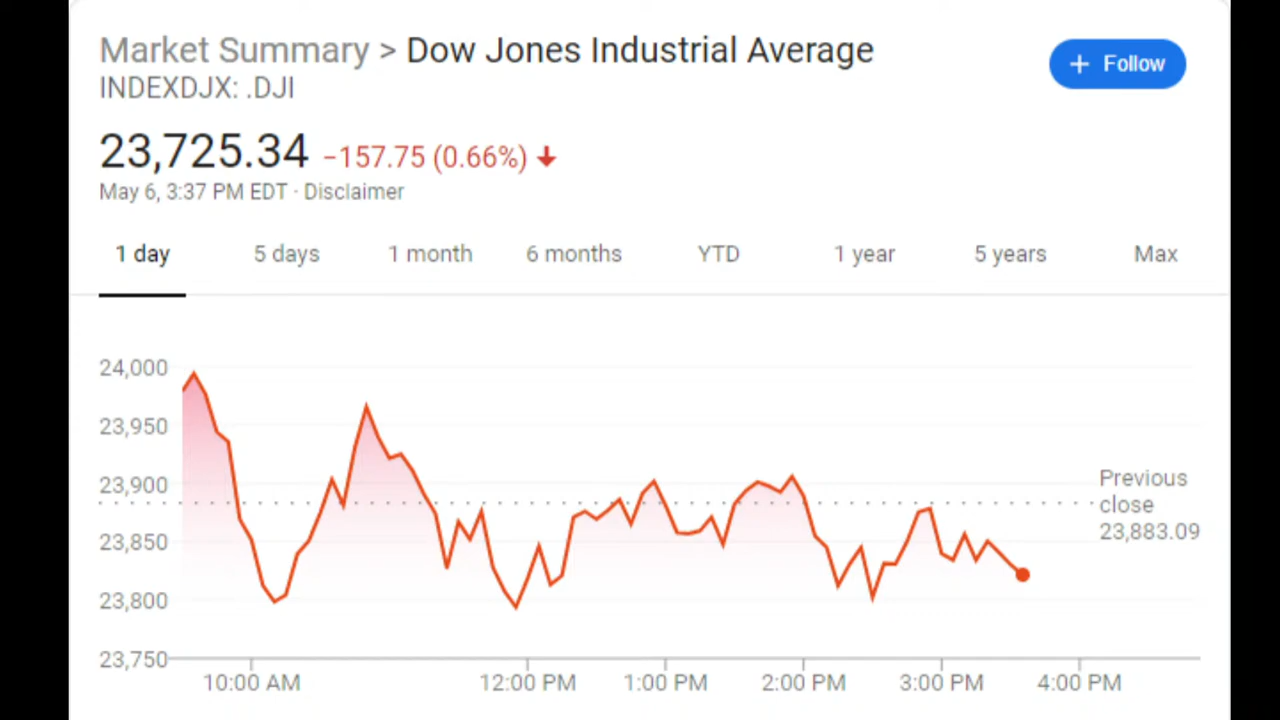 Market Summary > Dow Jones Industrial Average
INDEXDJX: .DJI
+ Follow
23,725.34 −157.75 (0.66%)
May 6, 3:37 PM EDT · Disclaimer
1 day 5 days 1 month 6 months YTD 1 year 5 years Max
24,000
23,950
23,900
23,850
23,800
23,750
Previous
close
23,883.09
10:00 AM 12:00 PM 1:00 PM 2:00 PM 3:00 PM 4:00 PM